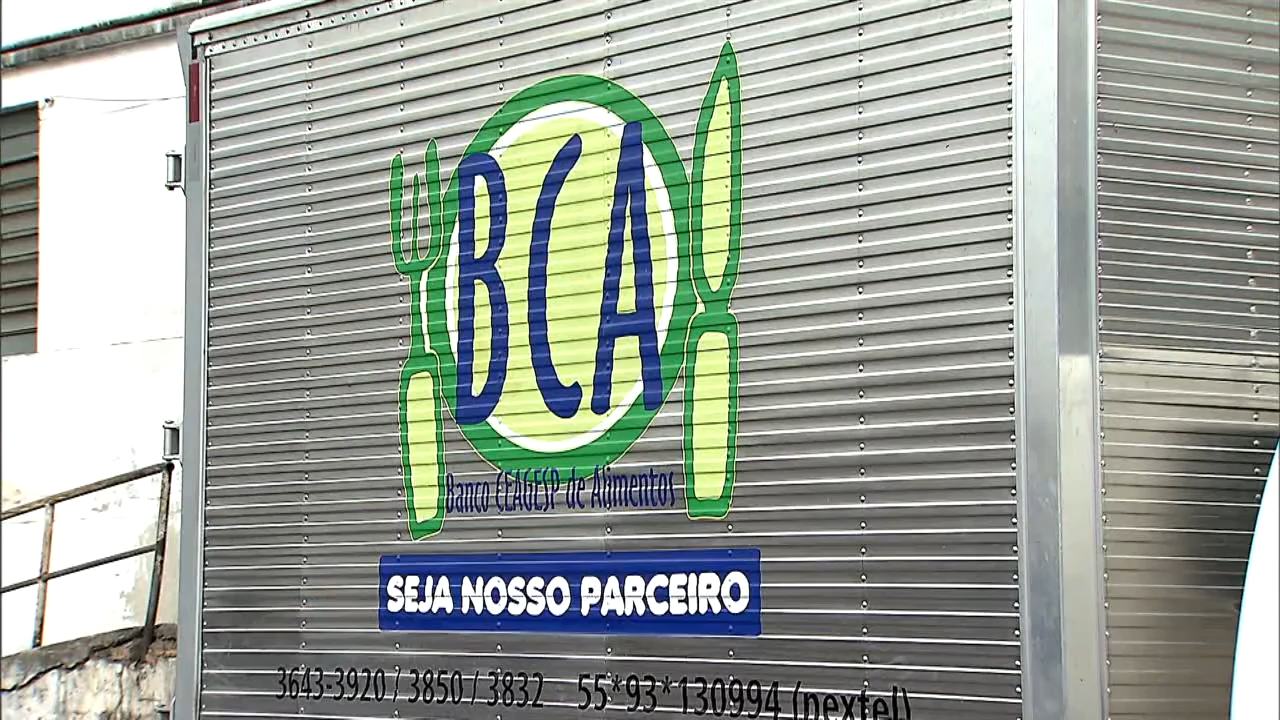 BCA
Banco CEAGESP de Alimentos
SEJA NOSSO PARCEIRO
3643-3920 / 3850 / 3832 55*93*130994 (nextel)